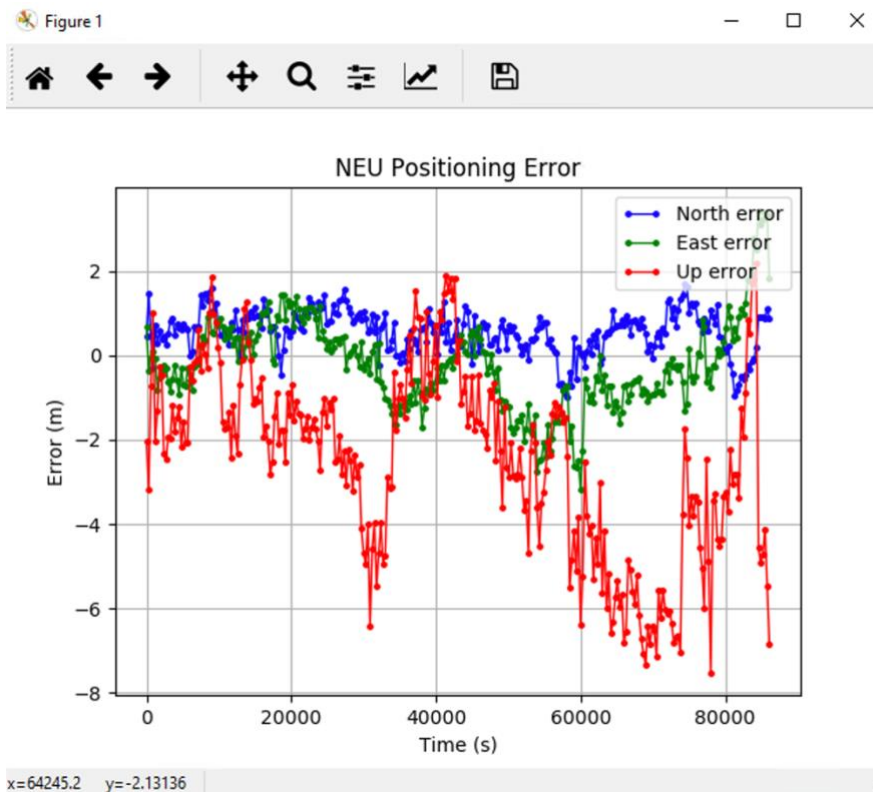 Figure 1
NEU Positioning Error
North error
East error
Up error
2
0
−2
−4
−6
−8
Error (m)
0 20000 40000 60000 80000
Time (s)
x=64245.2 y=-2.13136